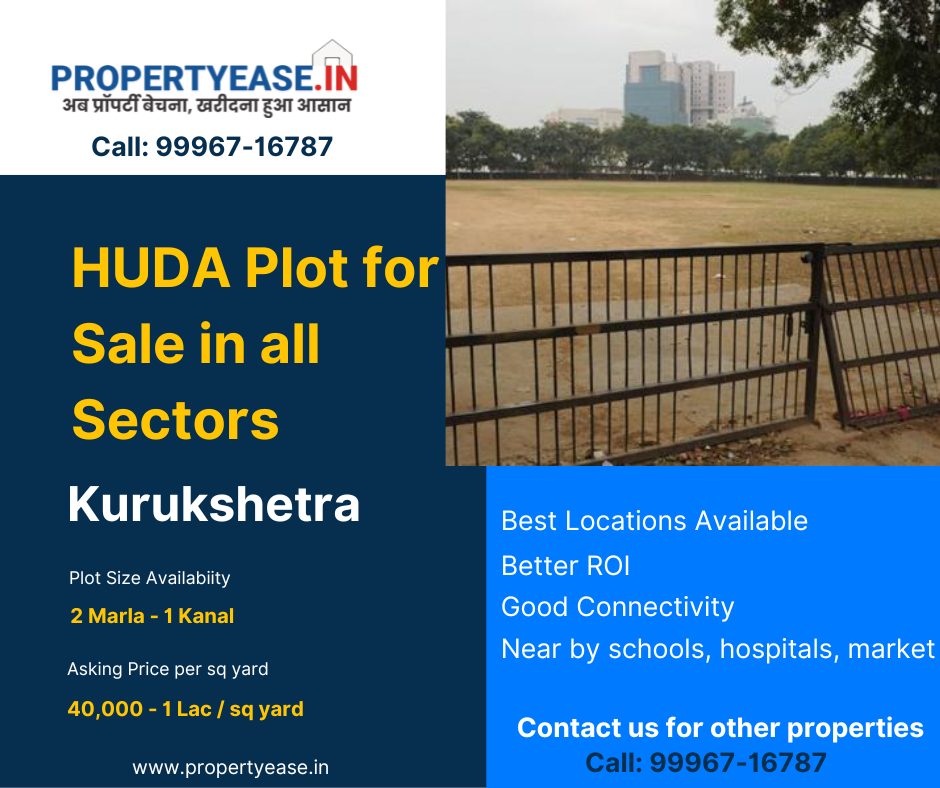 PROPERTYEASE.IN
अब प्रॉपर्टी बेचना, खरीदना हुआ आसान
Call: 99967-16787
HUDA Plot for
Sale in all
Sectors
Kurukshetra
Plot Size Availabiity
2 Marla - 1 Kanal
Asking Price per sq yard
40,000 - 1 Lac / sq yard
www.propertyease.in
Best Locations Available
Better ROI
Good Connectivity
Near by schools, hospitals, market
Contact us for other properties
Call: 99967-16787